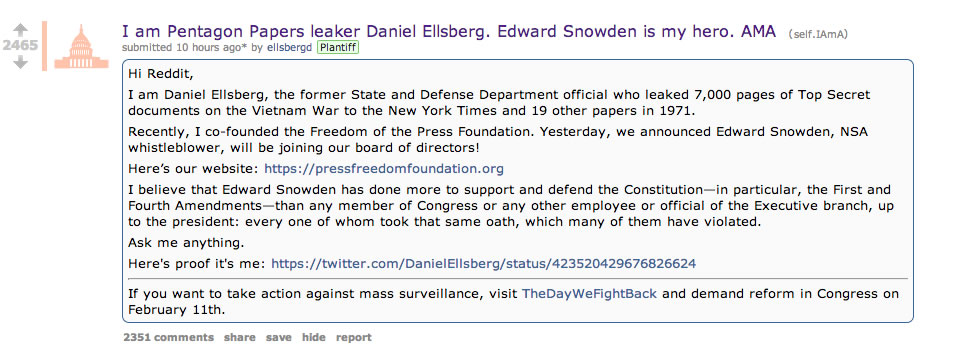 I am Pentagon Papers leaker Daniel Ellsberg. Edward Snowden is my hero. AMA (self.IAmA)
2465
submitted 10 hours ago* by ellsbergd Plantiff
Hi Reddit,
I am Daniel Ellsberg, the former State and Defense Department official who leaked 7,000 pages of Top Secret
documents on the Vietnam War to the New York Times and 19 other papers in 1971.
Recently, I co-founded the Freedom of the Press Foundation. Yesterday, we announced Edward Snowden, NSA
whistleblower, will be joining our board of directors!
Here’s our website: https://pressfreedomfoundation.org
I believe that Edward Snowden has done more to support and defend the Constitution—in particular, the First and
Fourth Amendments—than any member of Congress or any other employee or official of the Executive branch, up
to the president: every one of whom took that same oath, which many of them have violated.
Ask me anything.
Here's proof it's me: https://twitter.com/DanielEllsberg/status/423520429676826624
If you want to take action against mass surveillance, visit TheDayWeFightBack and demand reform in Congress on
February 11th.
2351 comments share save hide report